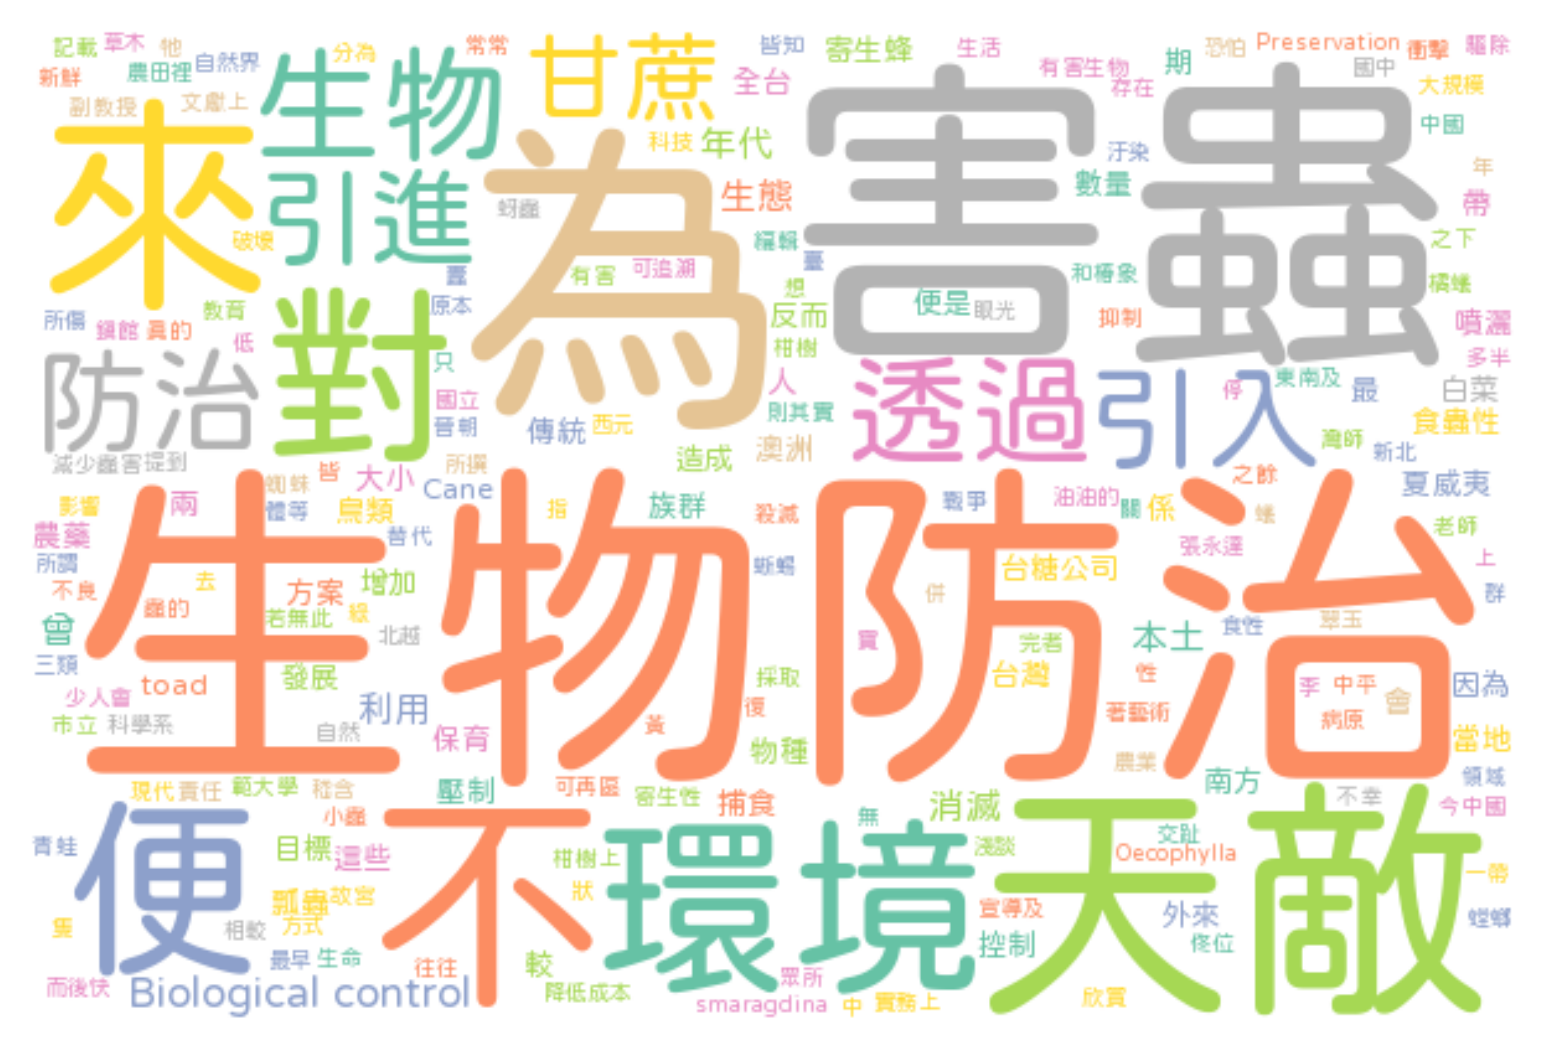 記載 草木 牠 自然界 分為 常常 甘蔗 皆知 寄生蜂 生活 恐怕 Preservation 衝擊 驅除
新鮮 農田裡 生物 全台 有害生物 期 國中 大規模
副教授 文獻上 科技 年代 存在 害蟲 中國
來 引進 為 汙染 年
蚜蟲 生態 數量 帶
破壞 編輯 之下
臺 有害 可追溯 臺 和椿象 橘蟻
教育 原本 想 便是 眼光
所傷 鎮館 真的 低 反而 抑制 噴灑
防治 對 只 柑樹 透過 引入 東南及 多半
國立 人 停 最 白菜
晉朝 傳統 西元 則其實 灣師 食蟲性
減少蟲害 提到 造成 澳洲 新北
蜘蛛 皆 大小 所撰 之餘 夏威夷
影響 兩 體等 鳥類 Cane 指 族群 殺滅 戰爭 油油的 關 係 蟻
農藥 替代 老師
所謂 生物防治 蜥蜴 台糖公司 張永達 上
不良 去 方案 增加 併 群
蟲的 若無此 綠 翠玉
曾 北越 完者 本土 食性
三類 toad 發展 採取 台灣 性 李 中平 因為
少人會 利用 復 著藝術 會
市立 科學系 自然 保育 黃 病原 當地
物種 農業
現代 責任 範大學 嵇含 壓制 可再區 寄生性 捕食 消滅 南方 不幸 領域
小蟲 無 今中國
青蛙 便 目標 這些 不 柑樹上 環境 淺談 天敵 交趾
Oecophylla 一帶
瓢蟲 故宮 狀 宣導及 外來
隻 方式 相較 控制 佟位 螳螂
最早 生命 往往 較
而後快 Biological control 降低成本 眾所 欣賞
smaragdina 中 實務上